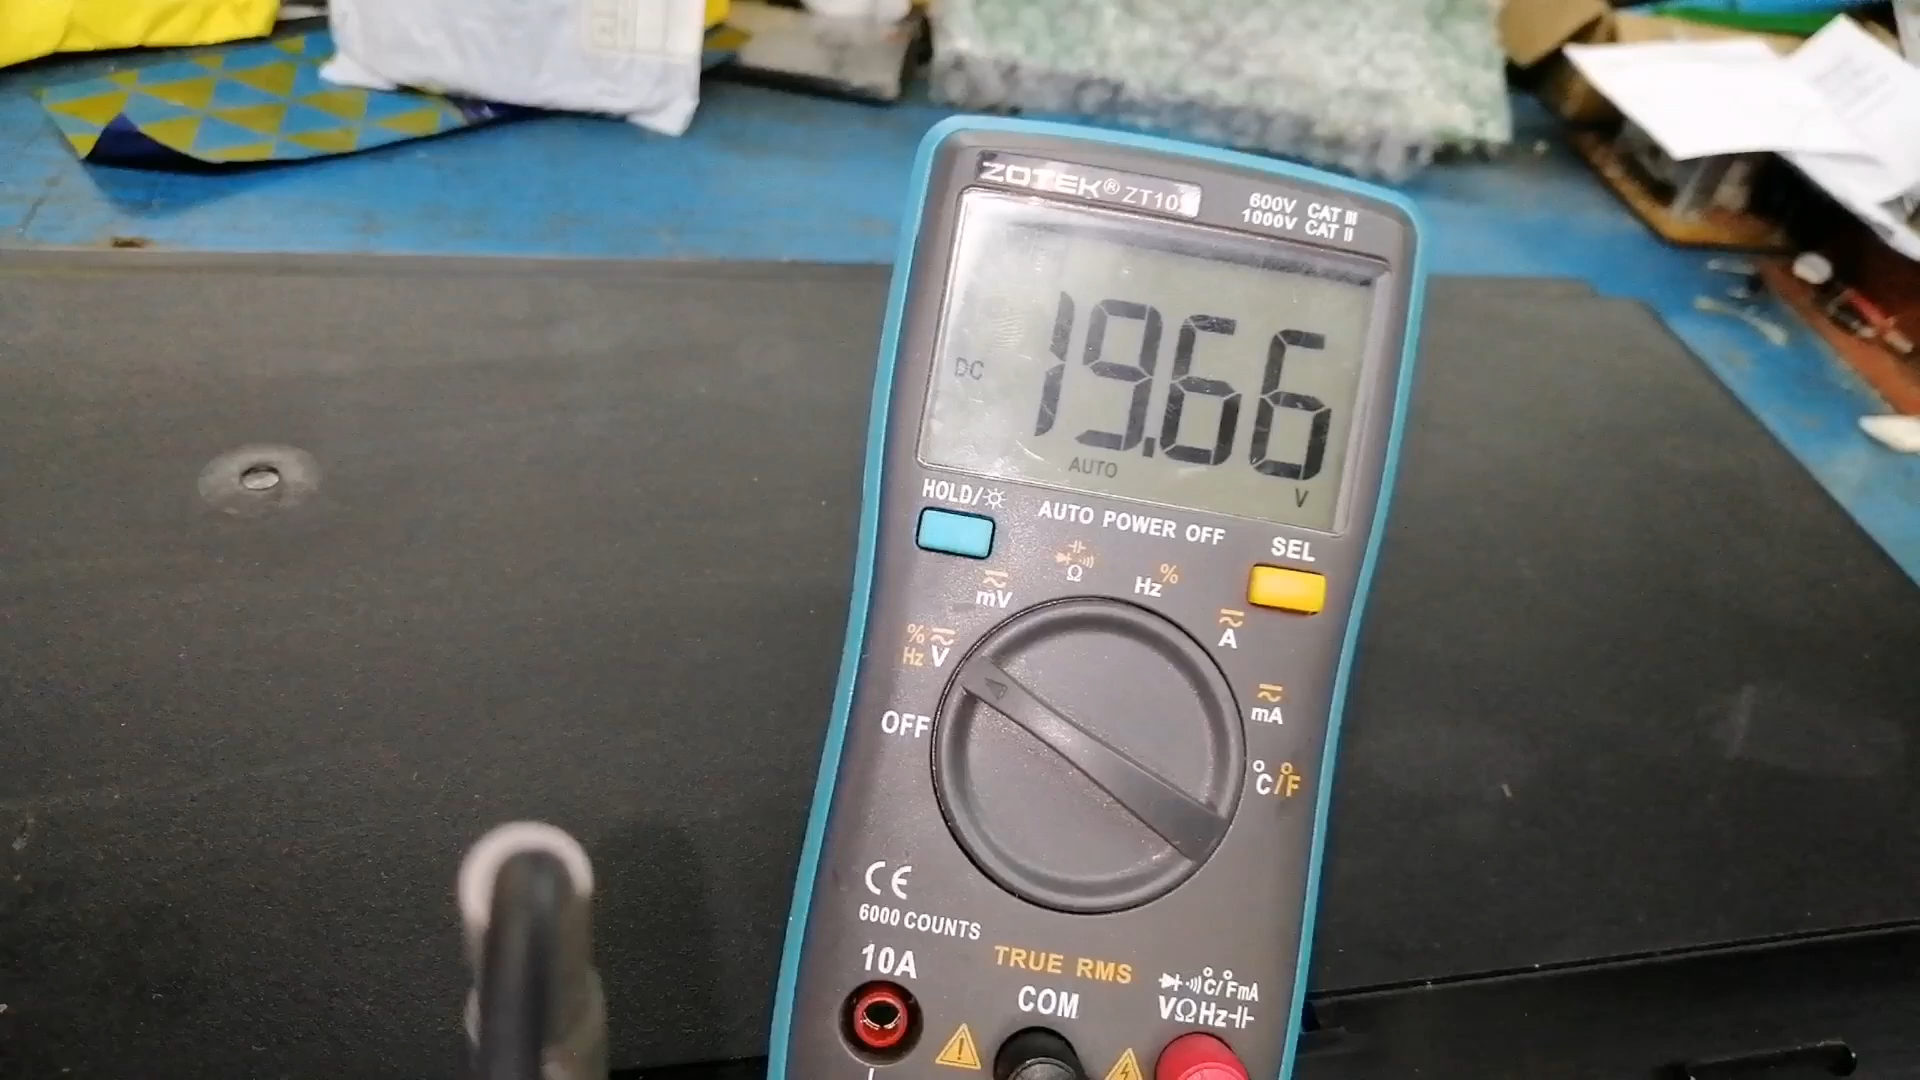 ZOTEK® ZT10
600V CAT III
1000V CAT II
DC
19.66
AUTO
V
HOLD/
AUTO POWER OFF
SEL
mV
Ω
Hz %
A
% Hz V
mA
OFF
°C/°F
CE
6000 COUNTS
10A
TRUE RMS
COM
°C/°FmA
VΩHz